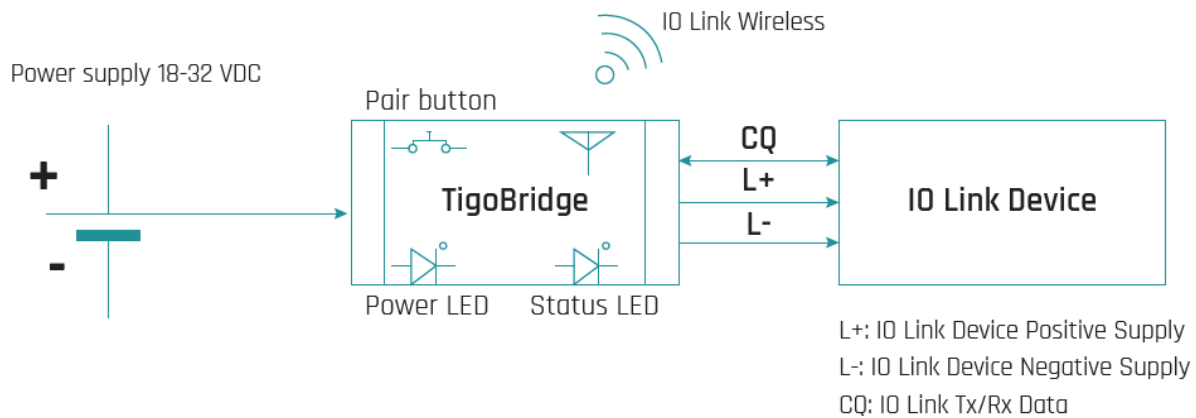 IO Link Wireless
Power supply 18-32 VDC
Pair button
+
-
TigoBridge
CQ
L+
L-
IO Link Device
Power LED
Status LED
L+: IO Link Device Positive Supply
L-: IO Link Device Negative Supply
CQ: IO Link Tx/Rx Data